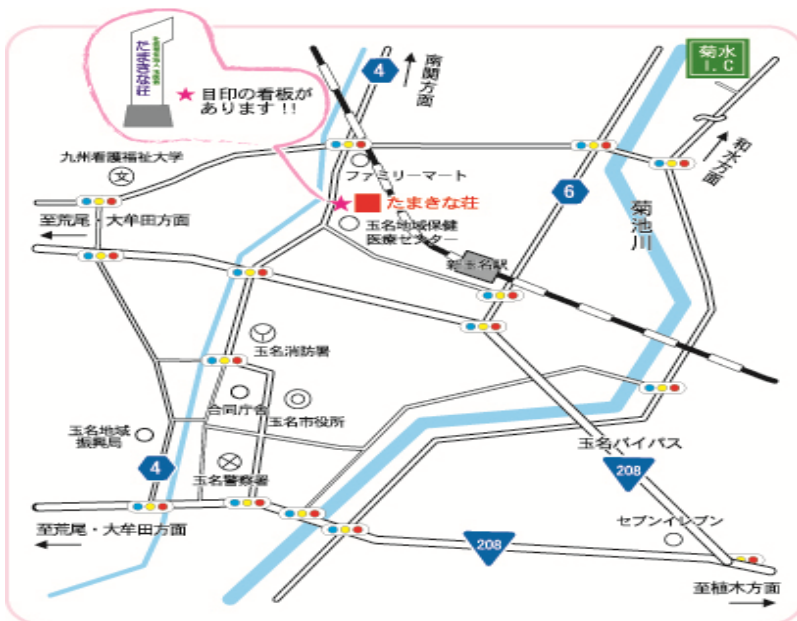 たまきな荘
★ 目印の看板が
あります!!
4
南関方面
菊水
I.C
和水方面
九州看護福祉大学
文
ファミリーマート
たまきな荘
6
至荒尾・大牟田方面
玉名地域保健
医療センター
菊池川
新玉名駅
玉名消防署
合同庁舎
玉名市役所
玉名地域
振興局
玉名バイパス
4
玉名警察署
208
セブンイレブン
至荒尾・大牟田方面
208
至植木方面